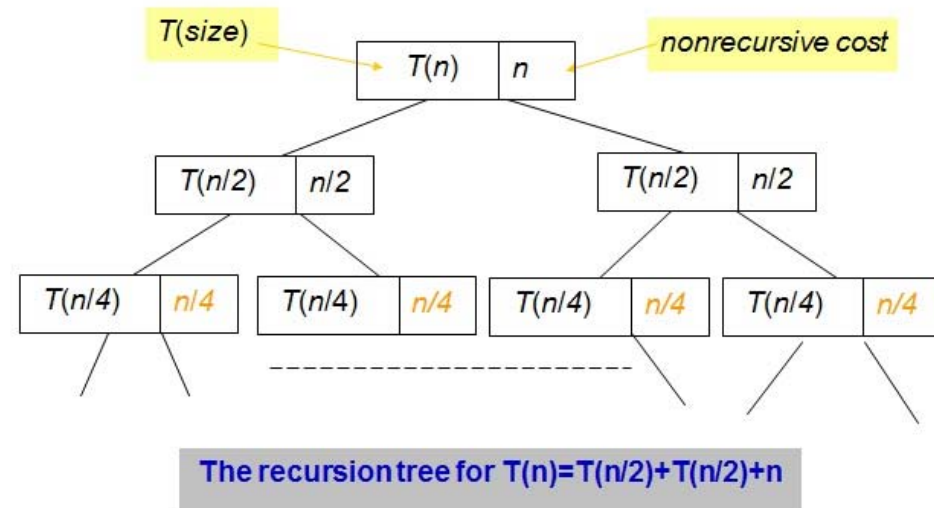 T(size)
nonrecursive cost
T(n) n
T(n/2) n/2 T(n/2) n/2
T(n/4) n/4 T(n/4) n/4 T(n/4) n/4 T(n/4) n/4
The recursion tree for T(n)=T(n/2)+T(n/2)+n